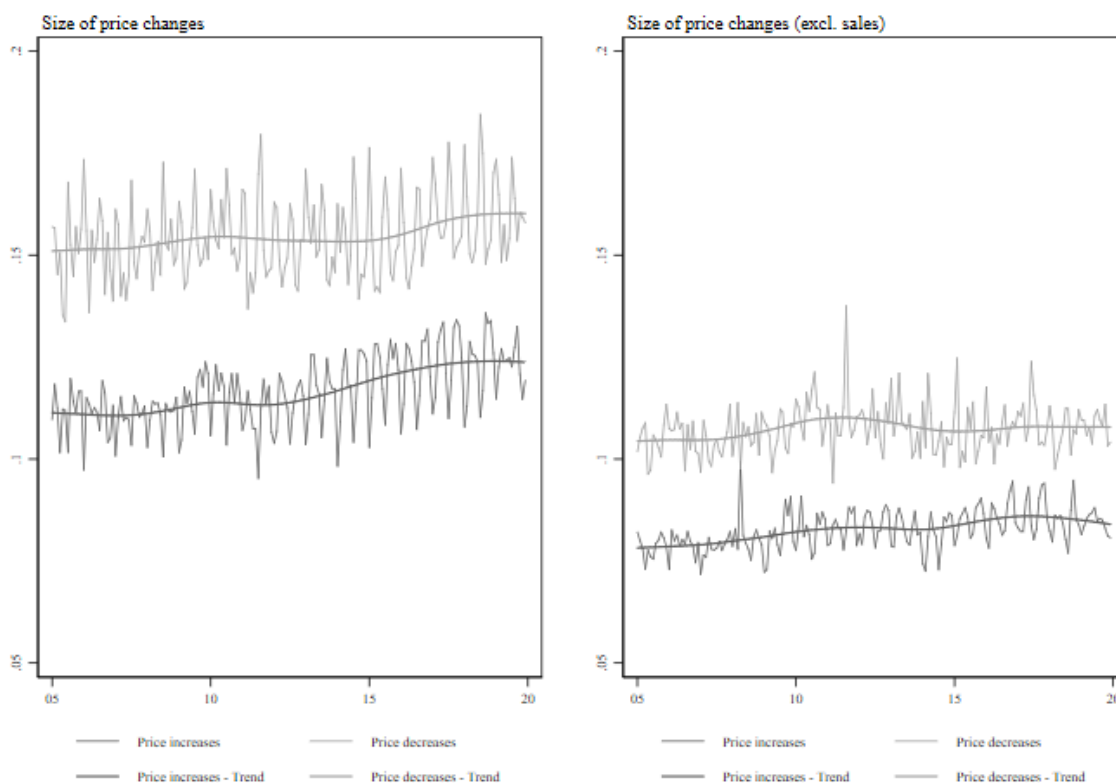 Size of price changes
.2
.15
.1
.05
05 10 15 20
Price increases Price decreases
Price increases - Trend Price decreases - Trend
Size of price changes (excl. sales)
.2
.15
.1
.05
05 10 15 20
Price increases Price decreases
Price increases - Trend Price decreases - Trend